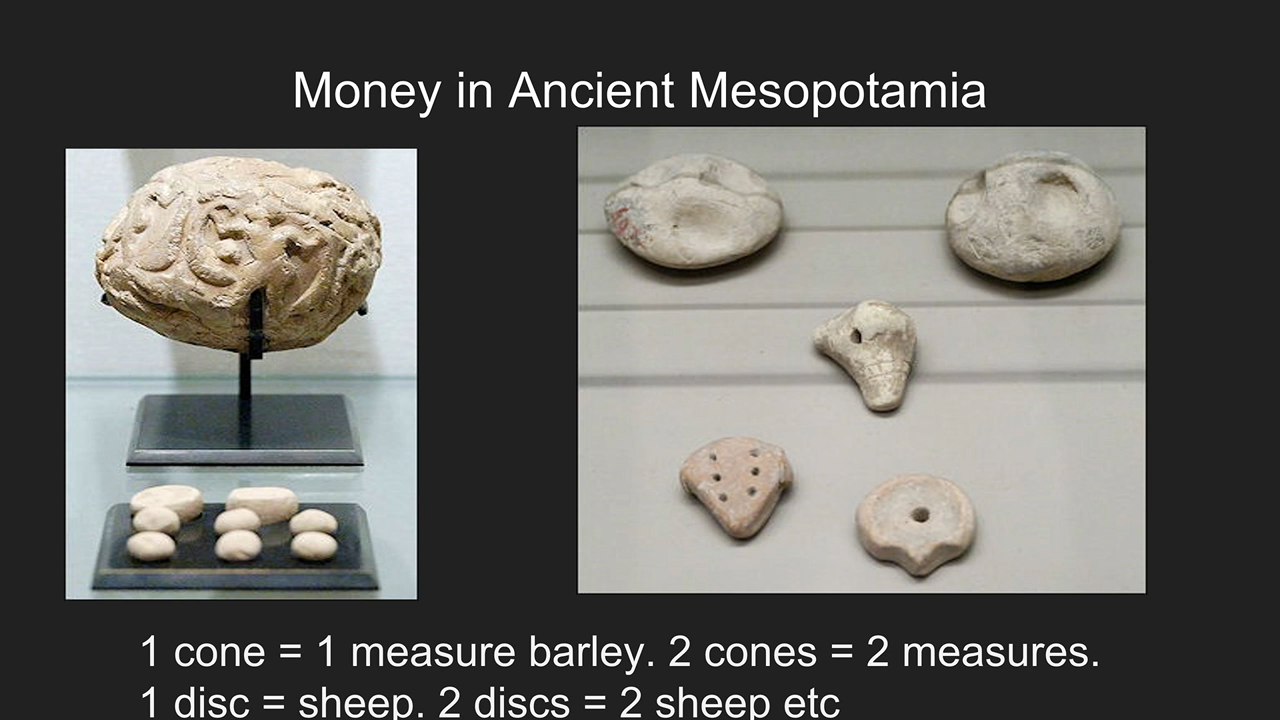 Money in Ancient Mesopotamia
1 cone = 1 measure barley. 2 cones = 2 measures.
1 disc = sheep. 2 discs = 2 sheep etc